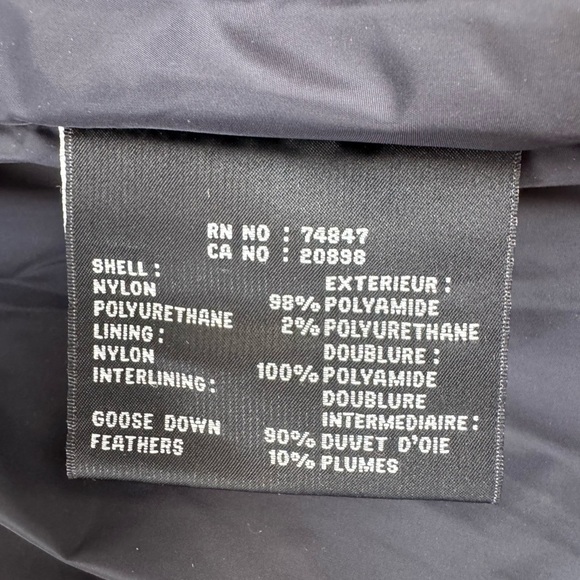 RN NO : 74847
CA NO : 20898
SHELL : EXTERIEUR :
NYLON 98% POLYAMIDE
POLYURETHANE 2% POLYURETHANE
LINING : DOUBLURE :
NYLON 100% POLYAMIDE
INTERLINING : DOUBLURE
INTERMEDIAIRE :
GOOSE DOWN 90% DUVET D'OIE
FEATHERS 10% PLUMES